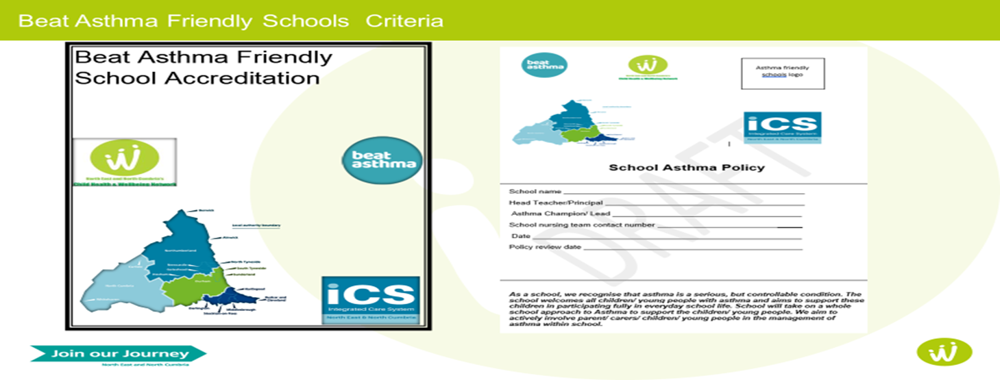 Beat Asthma Friendly Schools Criteria
Beat Asthma Friendly
School Accreditation
North East and North Cumbria's
Child Health & Wellbeing Network
beat
asthma
Berwick
Local authority boundary
Alnwick
Northumberland
North Tyneside
Newcastle
South Tyneside
Gateshead
Sunderland
Carlisle
Durham
North Cumbria
Hartlepool
Whitehaven
Redcar and
Cleveland
Darlington
Middlesbrough
Stockton-on-Tees
ics
Integrated Care System
North East & North Cumbria
Join our Journey
North East and North Cumbria
beat
asthma
Child Health & Wellbeing Network
Asthma friendly
schools logo
ics
Integrated Care System
North East & North Cumbria
DRAFT
School Asthma Policy
School name
Head Teacher/Principal
Asthma Champion/ Lead
School nursing team contact number
Date
Policy review date
As a school, we recognise that asthma is a serious, but controllable condition. The
school welcomes all children/ young people with asthma and aims to support these
children in participating fully in everyday school life. School will take on a whole
school approach to Asthma to support the children/ young people. We aim to
actively involve parent/ carers/ children/ young people in the management of
asthma within school.